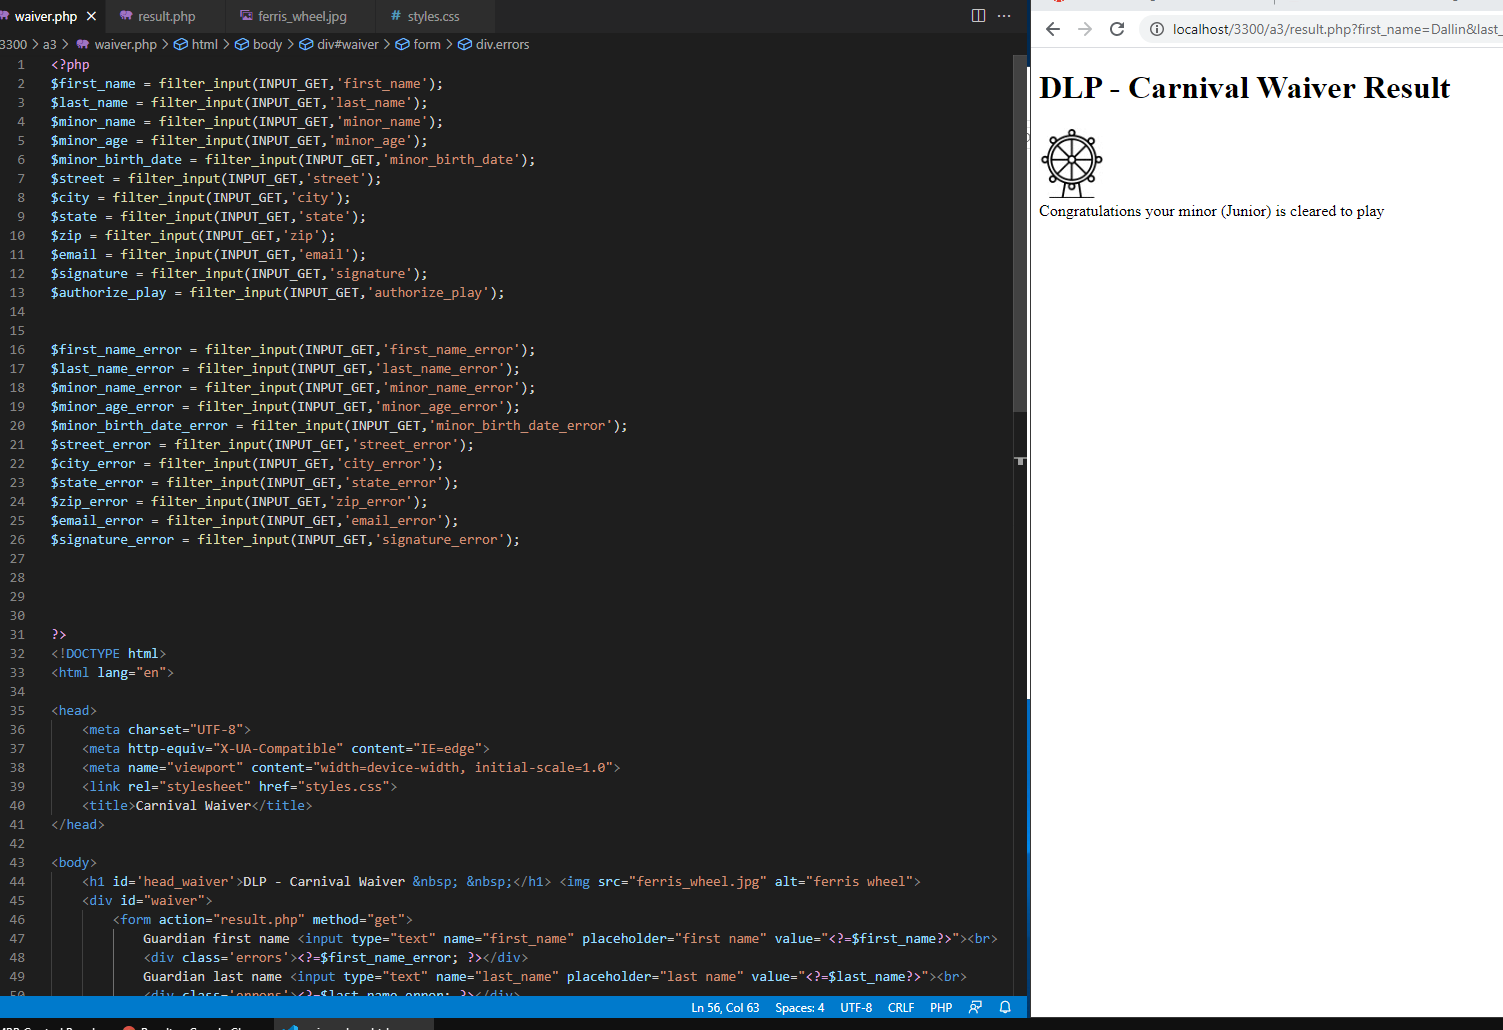 waiver.php
result.php
ferris_wheel.jpg
# styles.css
3300 > a3 > waiver.php > html > body > div#waiver > form > div.errors
1 <?php
2 $first_name = filter_input(INPUT_GET,'first_name');
3 $last_name = filter_input(INPUT_GET,'last_name');
4 $minor_name = filter_input(INPUT_GET,'minor_name');
5 $minor_age = filter_input(INPUT_GET,'minor_age');
6 $minor_birth_date = filter_input(INPUT_GET,'minor_birth_date');
7 $street = filter_input(INPUT_GET,'street');
8 $city = filter_input(INPUT_GET,'city');
9 $state = filter_input(INPUT_GET,'state');
10 $zip = filter_input(INPUT_GET,'zip');
11 $email = filter_input(INPUT_GET,'email');
12 $signature = filter_input(INPUT_GET,'signature');
13 $authorize_play = filter_input(INPUT_GET,'authorize_play');
14
15
16 $first_name_error = filter_input(INPUT_GET,'first_name_error');
17 $last_name_error = filter_input(INPUT_GET,'last_name_error');
18 $minor_name_error = filter_input(INPUT_GET,'minor_name_error');
19 $minor_age_error = filter_input(INPUT_GET,'minor_age_error');
20 $minor_birth_date_error = filter_input(INPUT_GET,'minor_birth_date_error');
21 $street_error = filter_input(INPUT_GET,'street_error');
22 $city_error = filter_input(INPUT_GET,'city_error');
23 $state_error = filter_input(INPUT_GET,'state_error');
24 $zip_error = filter_input(INPUT_GET,'zip_error');
25 $email_error = filter_input(INPUT_GET,'email_error');
26 $signature_error = filter_input(INPUT_GET,'signature_error');
27
28
29
30
31 ?>
32 <!DOCTYPE html>
33 <html lang="en">
34
35 <head>
36 <meta charset="UTF-8">
37 <meta http-equiv="X-UA-Compatible" content="IE=edge">
38 <meta name="viewport" content="width=device-width, initial-scale=1.0">
39 <link rel="stylesheet" href="styles.css">
40 <title>Carnival Waiver</title>
41 </head>
42
43 <body>
44 <h1 id='head_waiver'>DLP - Carnival Waiver &nbsp; &nbsp;</h1> <img src="ferris_wheel.jpg" alt="ferris wheel">
45 <div id="waiver">
46 <form action="result.php" method="get">
47 Guardian first name <input type="text" name="first_name" placeholder="first name" value="<?=$first_name?>"><br>
48 <div class='errors'><?=$first_name_error; ?></div>
49 Guardian last name <input type="text" name="last_name" placeholder="last name" value="<?=$last_name?>"><br>
50 <div class='errors'><?=$last_name_error; ?></div>
Ln 56, Col 63 Spaces: 4 UTF-8 CRLF PHP
localhost/3300/a3/result.php?first_name=Dallin&last_
DLP - Carnival Waiver Result
Congratulations your minor (Junior) is cleared to play